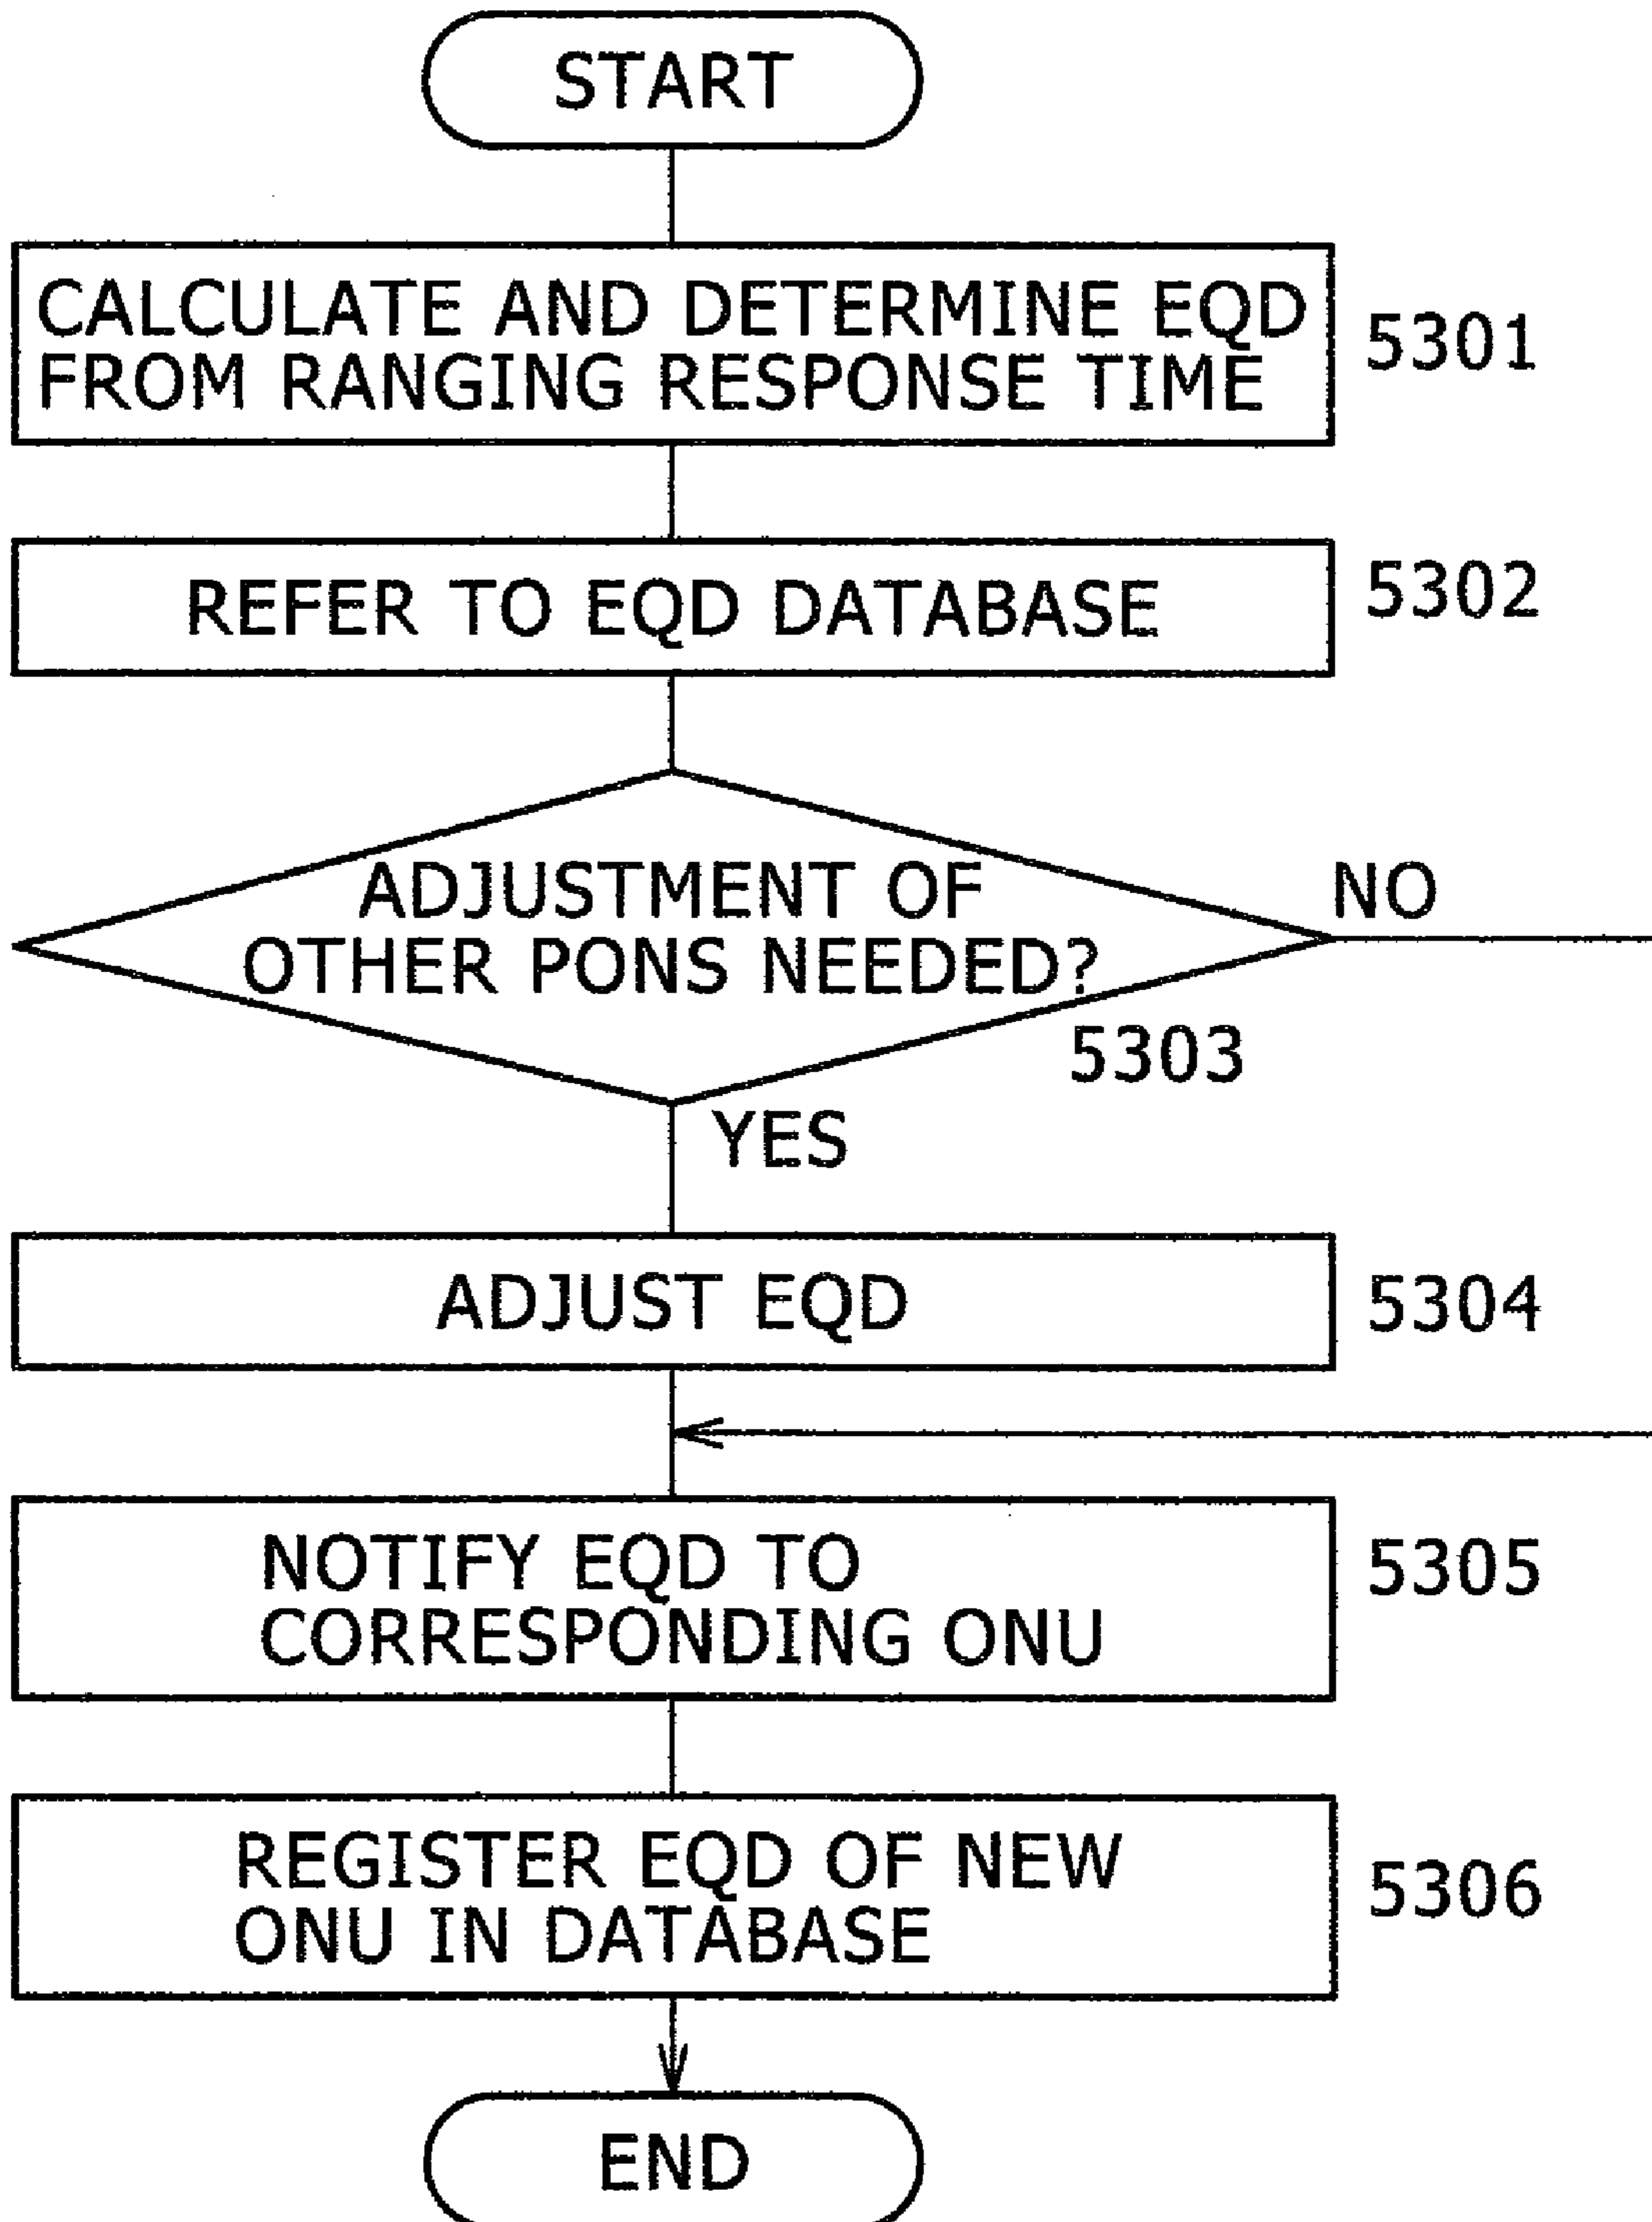 START
CALCULATE AND DETERMINE EQD
FROM RANGING RESPONSE TIME
5301
REFER TO EQD DATABASE
5302
ADJUSTMENT OF
OTHER PONS NEEDED?
NO
5303
YES
ADJUST EQD
5304
NOTIFY EQD TO
CORRESPONDING ONU
5305
REGISTER EQD OF NEW
ONU IN DATABASE
5306
END